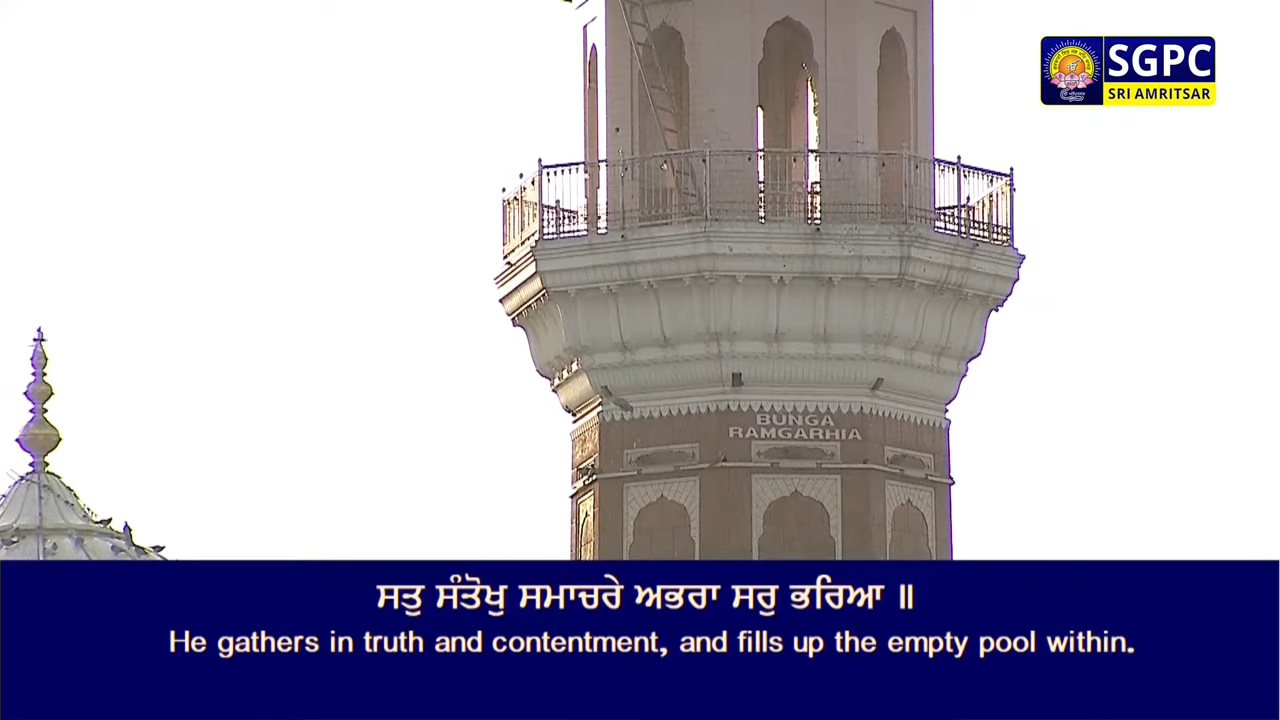 SGPC
SRI AMRITSAR
BUNGA
RAMGARHIA
ਸਤੁ ਸੰਤੋਖੁ ਸਮਾਚਰੇ ਅਭਰਾ ਸਰੁ ਭਰਿਆ ॥
He gathers in truth and contentment, and fills up the empty pool within.